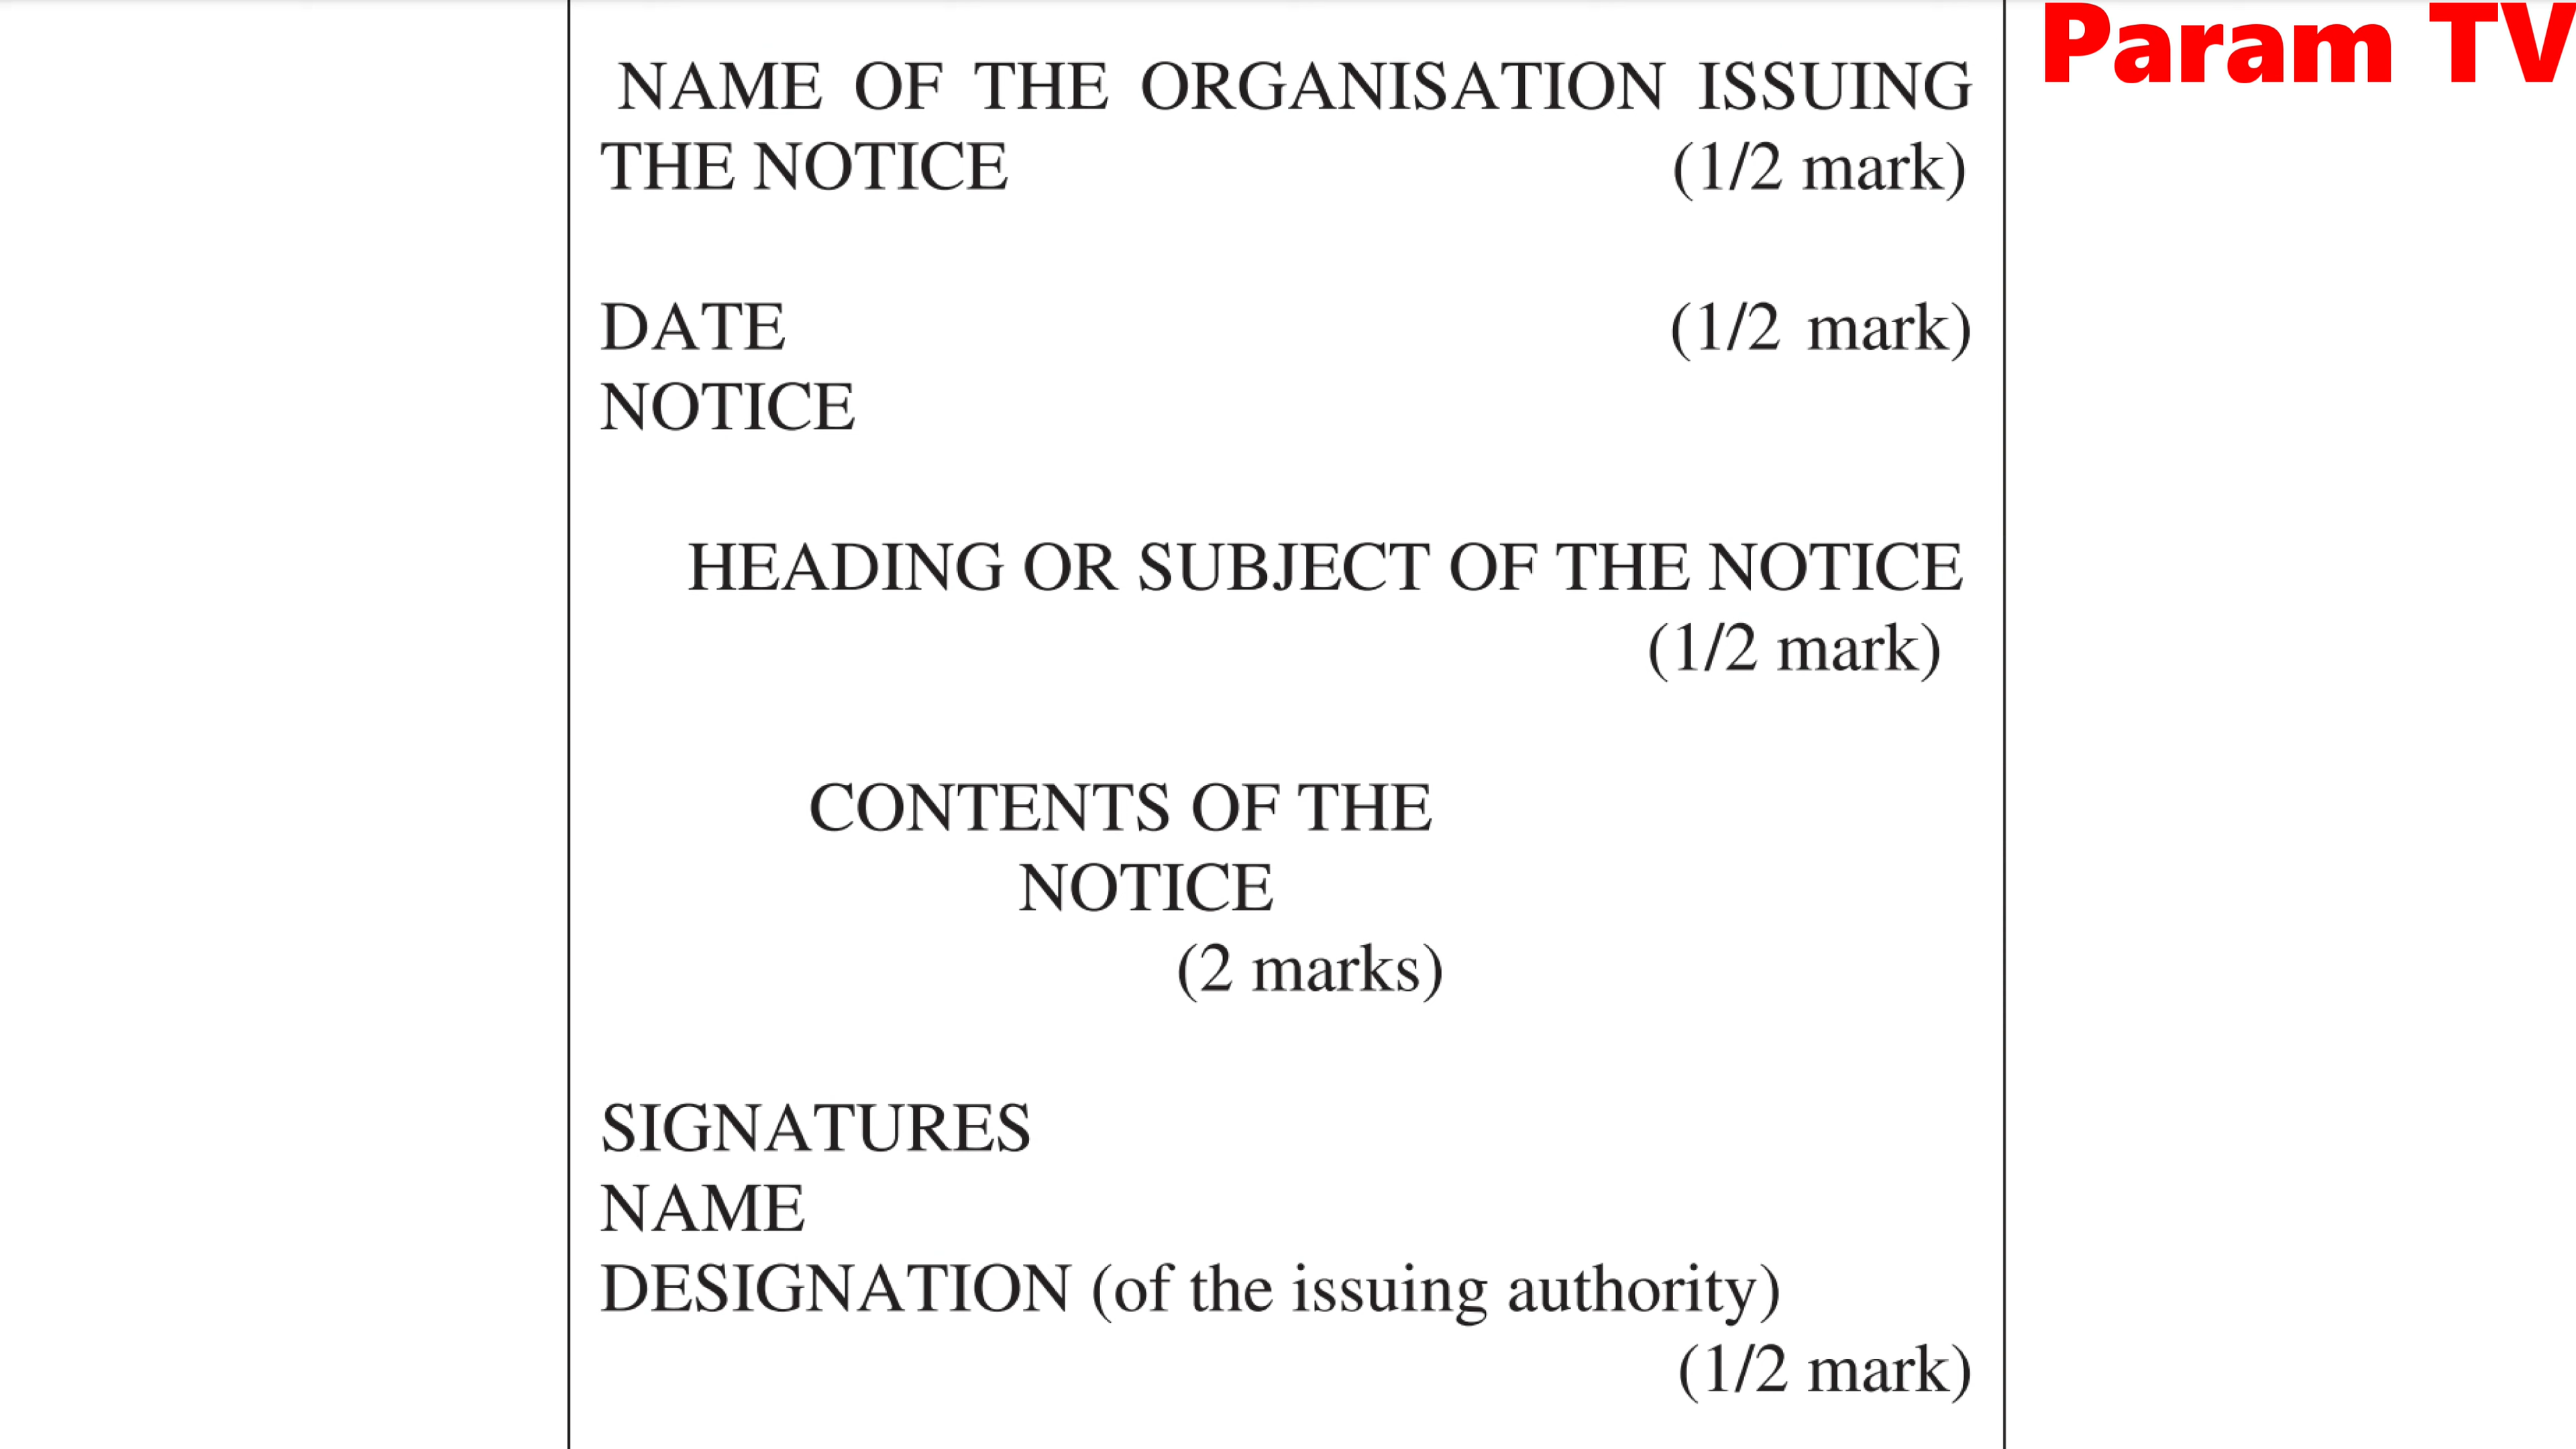 Param TV
NAME OF THE ORGANISATION ISSUING
THE NOTICE (1/2 mark)
DATE (1/2 mark)
NOTICE
HEADING OR SUBJECT OF THE NOTICE
(1/2 mark)
CONTENTS OF THE
NOTICE
(2 marks)
SIGNATURES
NAME
DESIGNATION (of the issuing authority)
(1/2 mark)